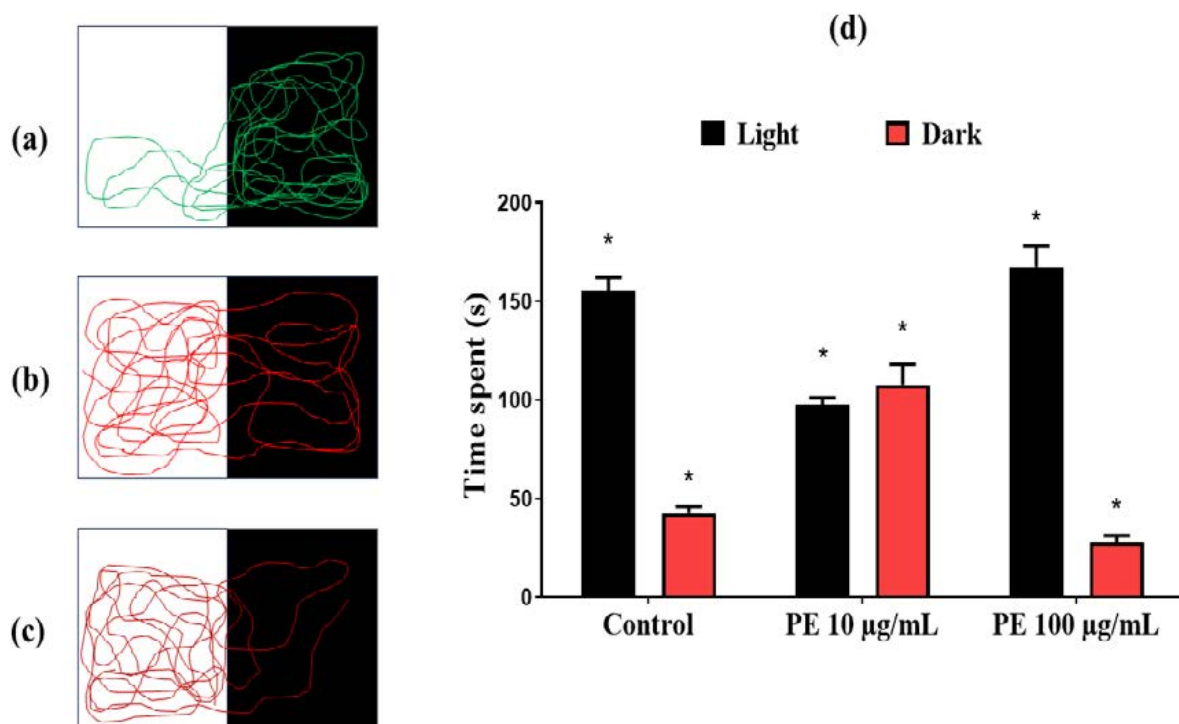 (a)
(b)
(c)
(d)
Light Dark
Time spent (s)
200
150
100
50
0
* * * * * *
Control PE 10 µg/mL PE 100 µg/mL